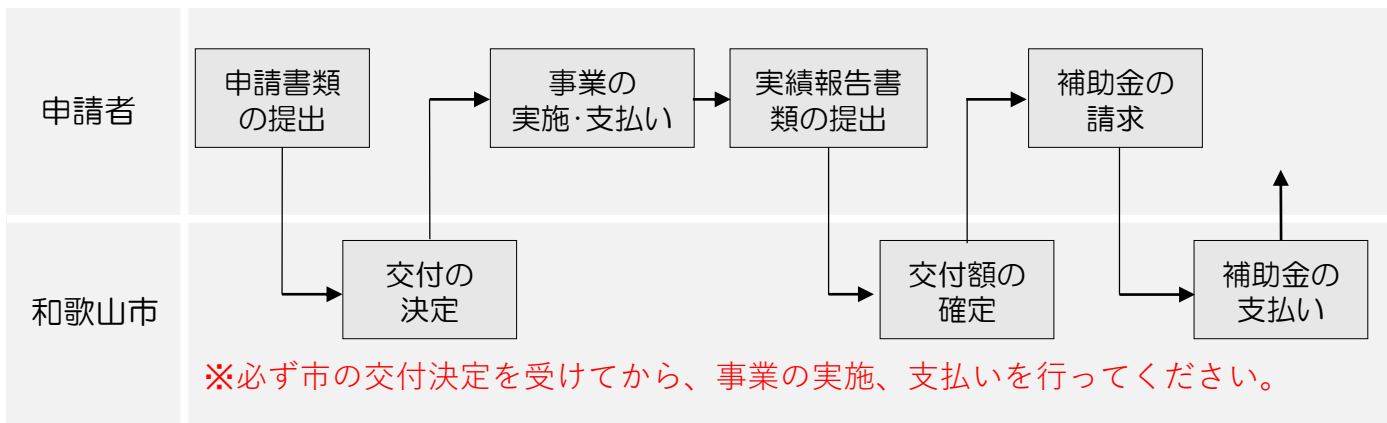 申請者
申請書類
の提出
事業の
実施･支払い
実績報告書
類の提出
補助金の
請求
和歌山市
交付の
決定
交付額の
確定
補助金の
支払い
※必ず市の交付決定を受けてから、事業の実施、支払いを行ってください。